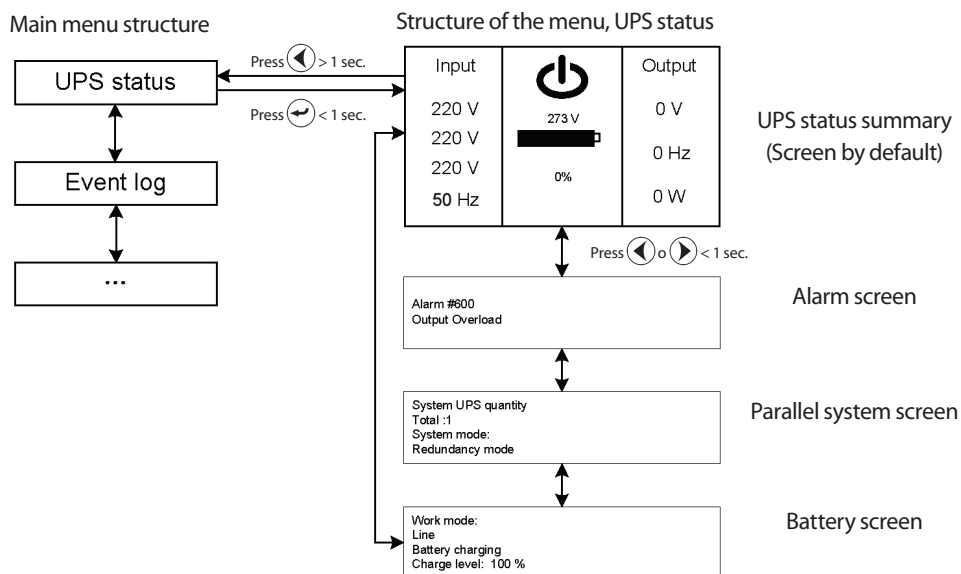 Main menu structure
Structure of the menu, UPS status
UPS status
Event log
...
Press > 1 sec.
Press < 1 sec.
Input
220 V
220 V
220 V
50 Hz
273 V
0%
Output
0 V
0 Hz
0 W
UPS status summary
(Screen by default)
Press o < 1 sec.
Alarm #600
Output Overload
Alarm screen
System UPS quantity
Total :1
System mode:
Redundancy mode
Parallel system screen
Work mode:
Line
Battery charging
Charge level: 100 %
Battery screen